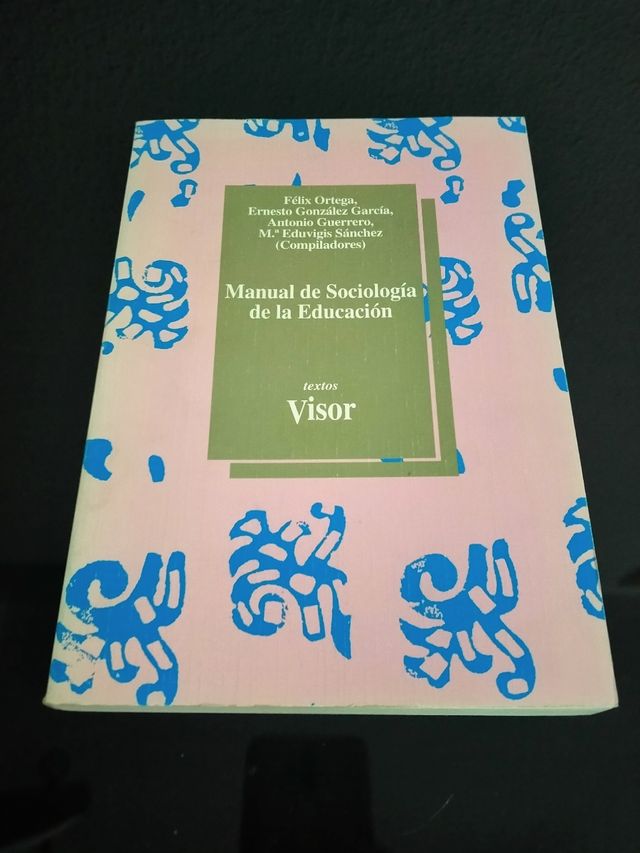 Félix Ortega,
Ernesto González García,
Antonio Guerrero,
M.ª Eduvigis Sánchez
(Compiladores)
Manual de Sociología
de la Educación
textos
Visor